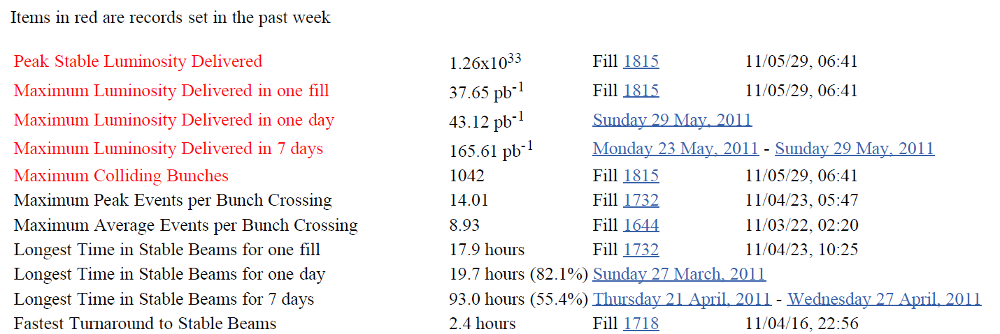 Items in red are records set in the past week
Peak Stable Luminosity Delivered 1.26x10³³ Fill 1815 11/05/29, 06:41
Maximum Luminosity Delivered in one fill 37.65 pb⁻¹ Fill 1815 11/05/29, 06:41
Maximum Luminosity Delivered in one day 43.12 pb⁻¹ Sunday 29 May, 2011
Maximum Luminosity Delivered in 7 days 165.61 pb⁻¹ Monday 23 May, 2011 - Sunday 29 May, 2011
Maximum Colliding Bunches 1042 Fill 1815 11/05/29, 06:41
Maximum Peak Events per Bunch Crossing 14.01 Fill 1732 11/04/23, 05:47
Maximum Average Events per Bunch Crossing 8.93 Fill 1644 11/03/22, 02:20
Longest Time in Stable Beams for one fill 17.9 hours Fill 1732 11/04/23, 10:25
Longest Time in Stable Beams for one day 19.7 hours (82.1%) Sunday 27 March, 2011
Longest Time in Stable Beams for 7 days 93.0 hours (55.4%) Thursday 21 April, 2011 - Wednesday 27 April, 2011
Fastest Turnaround to Stable Beams 2.4 hours Fill 1718 11/04/16, 22:56